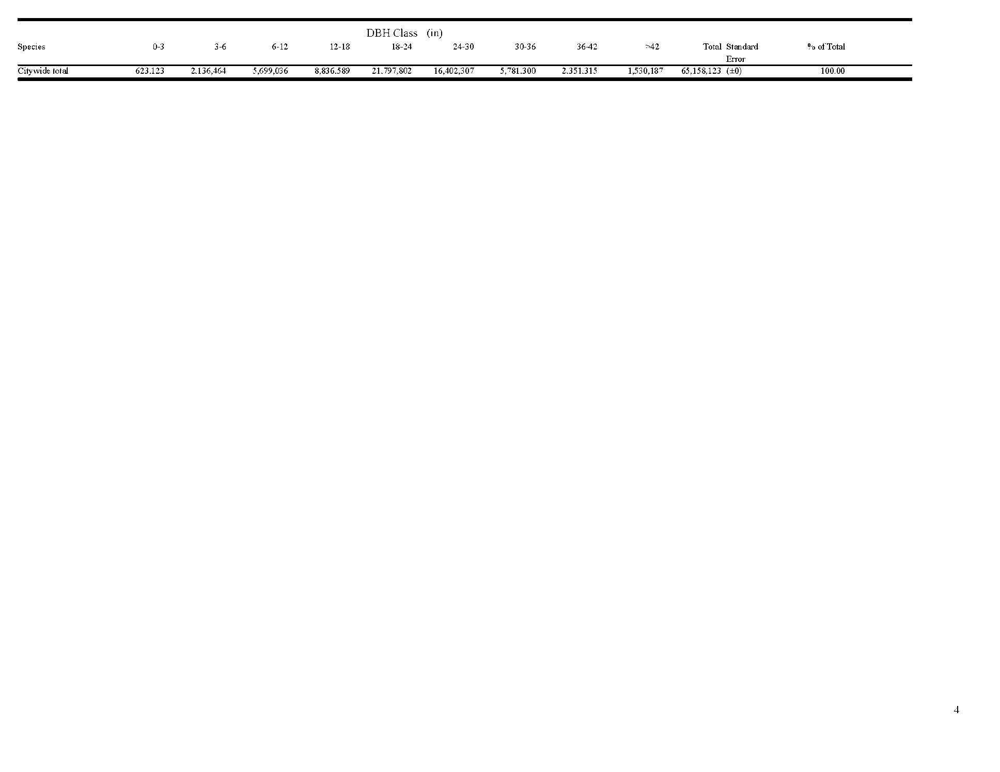 DBH Class (in)
Species 0-3 3-6 6-12 12-18 18-24 24-30 30-36 36-42 >42 Total Standard % of Total
Error
Citywide total 623,123 2,136,464 5,699,036 8,836,589 21,797,802 16,402,307 5,781,300 2,351,315 1,530,187 65,158,123 (±0) 100.00
4